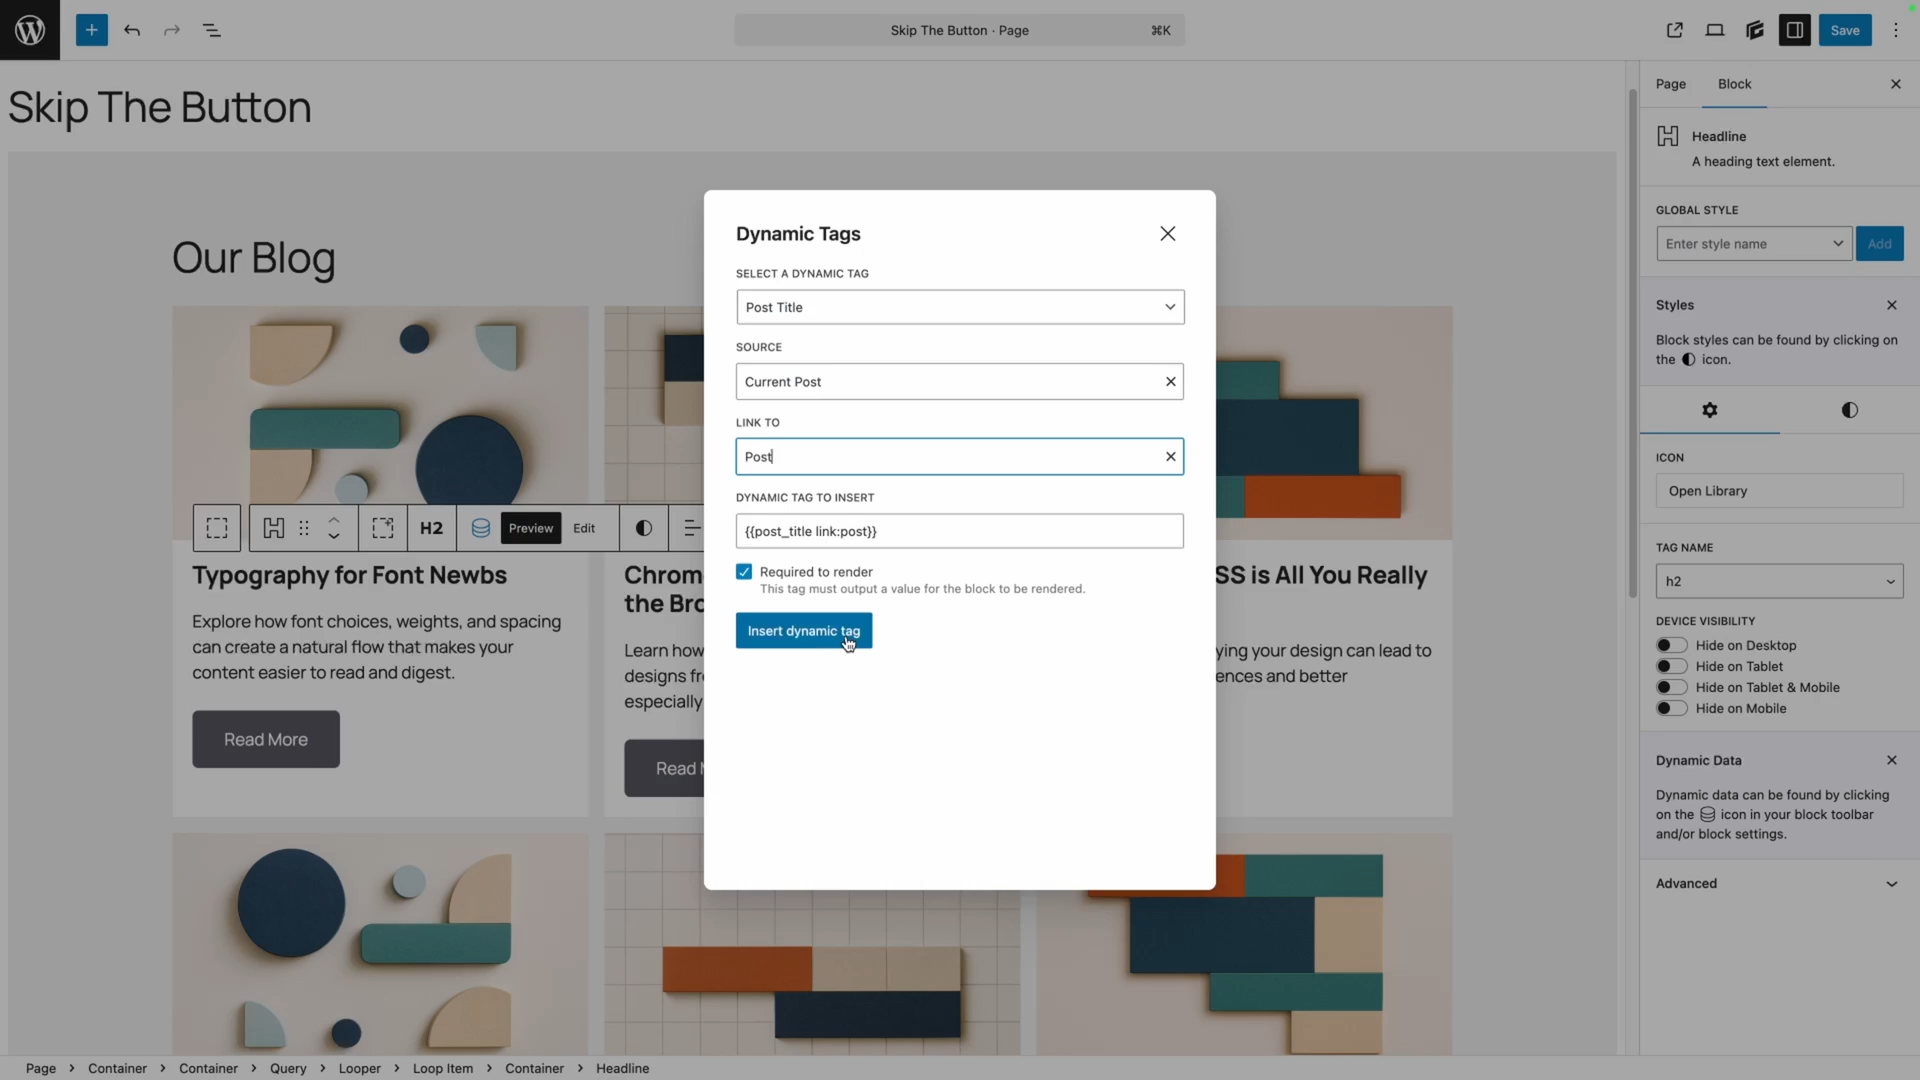 Skip The Button · Page
⌘K
Save
Skip The Button
Page
Block
Headline
A heading text element.
GLOBAL STYLE
Enter style name
Add
Styles
Block styles can be found by clicking on
the icon.
ICON
Open Library
TAG NAME
h2
DEVICE VISIBILITY
Hide on Desktop
Hide on Tablet
Hide on Tablet & Mobile
Hide on Mobile
Dynamic Data
Dynamic data can be found by clicking
on the icon in your block toolbar
and/or block settings.
Advanced
Our Blog
H2
Preview
Edit
Typography for Font Newbs
Explore how font choices, weights, and spacing
can create a natural flow that makes your
content easier to read and digest.
Read More
Chrom
the Bro
Learn how
designs fr
especially
Read
SS is All You Really
ying your design can lead to
ences and better
Dynamic Tags
SELECT A DYNAMIC TAG
Post Title
SOURCE
Current Post
LINK TO
Post
DYNAMIC TAG TO INSERT
{{post_title link:post}}
Required to render
This tag must output a value for the block to be rendered.
Insert dynamic tag
Page > Container > Container > Query > Looper > Loop Item > Container > Headline